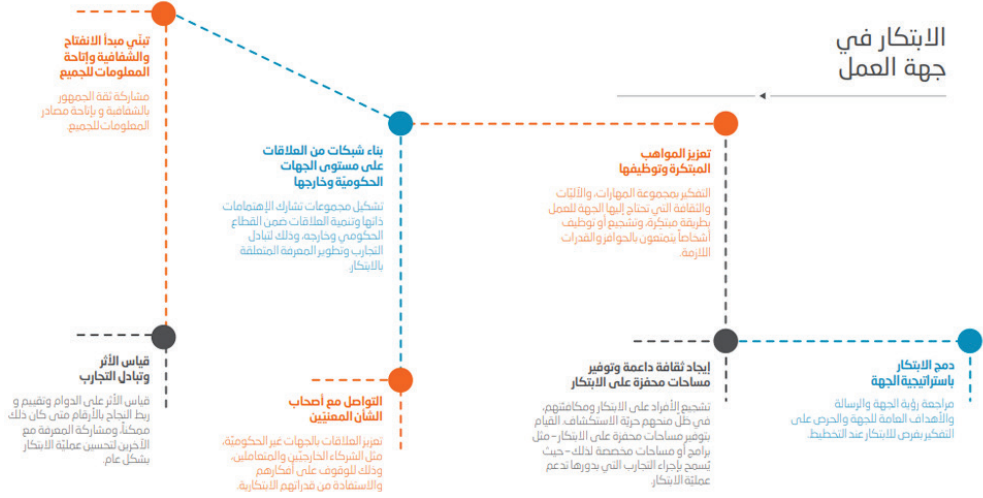 الابتكار في
جهة العمل
دمج الابتكار
باستراتيجية الجهة
مراجعة رؤية الجهة والرسالة
والأهداف العامة للجهة والحرص على
التفكير بفرص للابتكار عند التخطيط.
إيجاد ثقافة داعمة وتوفير
مساحات محفزة على الابتكار
تشجيع الأفراد على الابتكار ومكافئتهم،
في ظل منحهم حريّة الاستكشاف، القيام
بتوفير مساحات محفزة على الابتكار – مثل
برامج أو مساحات مخصصة لذلك – حيث
يُسمح بإجراء التجارب التي بدورها تدعم
عمليّة الابتكار.
تعزيز المواهب
المبتكرة وتوظيفها
التفكير بمجموعة المهارات، والآليّات
والثقافة التي تحتاج إليها الجهة للعمل
بطريقة مبتكِرة، وتشجيع أو توظيف
أشخاصاً يتمتعون بالحوافز والقدرات
اللازمة.
بناء شبكات من العلاقات
على مستوى الجهات
الحكوميّة وخارجها
تشكيل مجموعات تشارك الإهتمامات
ذاتها وتنمية العلاقات ضمن القطاع
الحكومي وخارجه، وذلك لتبادل
التجارب وتطوير المعرفة المتعلقة
بالابتكار.
التواصل مع أصحاب
الشأن المعنيّين
تعزيز العلاقات بالجهات غير الحكوميّة،
مثل الشركاء الخارجيّين والمتعاملين،
وذلك للوقوف على أفكارهم
والاستفادة من قدراتهم الابتكارية.
تبنّي مبدأ الانفتاح
والشفافية وإتاحة
المعلومات للجميع
مشاركة ثقة الجمهور
بالشفافية و بإتاحة مصادر
المعلومات للجميع.
قياس الأثر
وتبادل التجارب
قياس الأثر على الدوام وتقييم و
ربط النجاح بالأرقام متى كان ذلك
ممكناً، ومشاركة المعرفة مع
الآخرين لتحسين عمليّة الابتكار
بشكل عام.